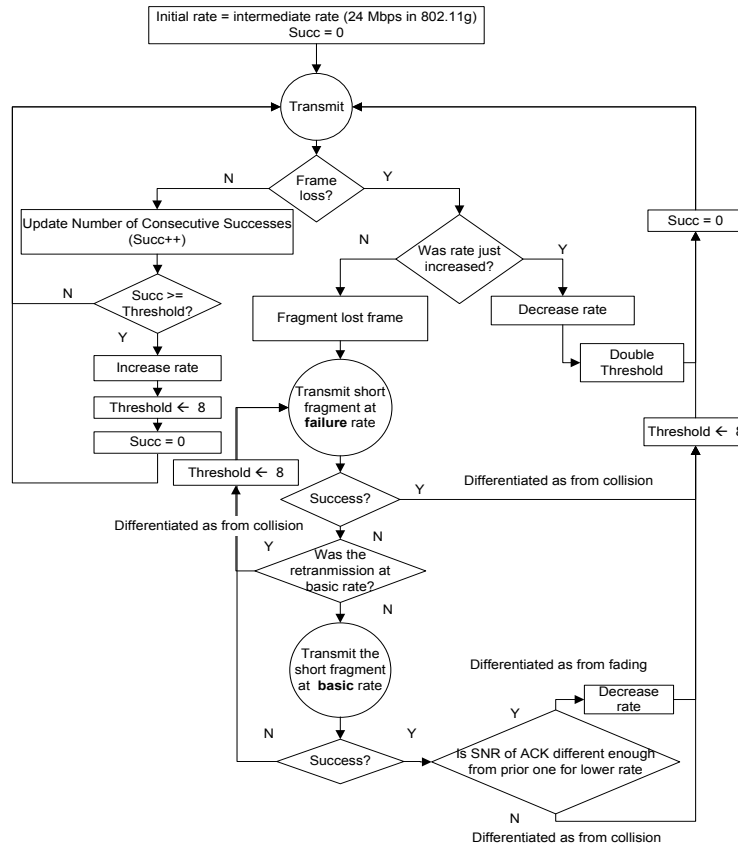 Initial rate = intermediate rate (24 Mbps in 802.11g)
Succ = 0
Transmit
N
Frame
loss?
Y
Update Number of Consecutive Successes
(Succ++)
Succ = 0
N
Was rate just
increased?
Y
N
Succ >=
Threshold?
Y
Fragment lost frame
Decrease rate
Increase rate
Double
Threshold
Threshold ← 8
Succ = 0
Transmit short
fragment at
failure rate
Threshold ← 8
Threshold ← 8
Success?
Y
Differentiated as from collision
Differentiated as from collision
N
Y
Was the
retranmission at
basic rate?
N
Transmit the
short fragment
at basic rate
Differentiated as from fading
Decrease
rate
N
Success?
Y
Y
Is SNR of ACK different enough
from prior one for lower rate
N
Differentiated as from collision